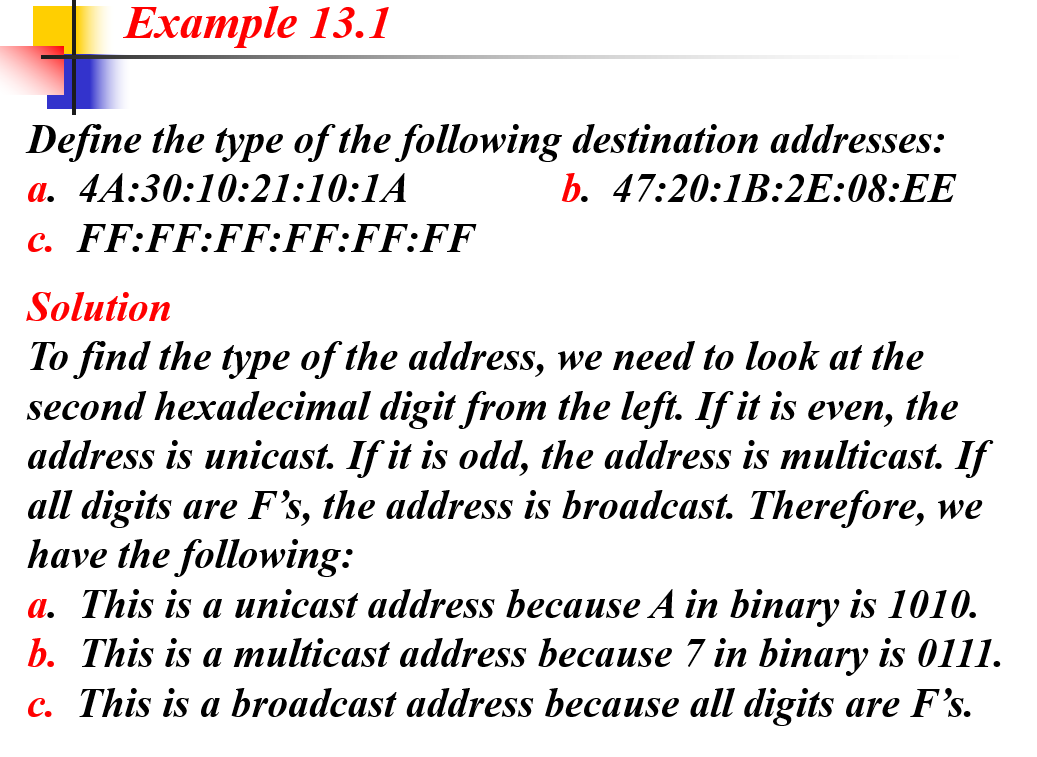 Example 13.1
Define the type of the following destination addresses:
a. 4A:30:10:21:10:1A b. 47:20:1B:2E:08:EE
c. FF:FF:FF:FF:FF:FF
Solution
To find the type of the address, we need to look at the
second hexadecimal digit from the left. If it is even, the
address is unicast. If it is odd, the address is multicast. If
all digits are F’s, the address is broadcast. Therefore, we
have the following:
a. This is a unicast address because A in binary is 1010.
b. This is a multicast address because 7 in binary is 0111.
c. This is a broadcast address because all digits are F’s.